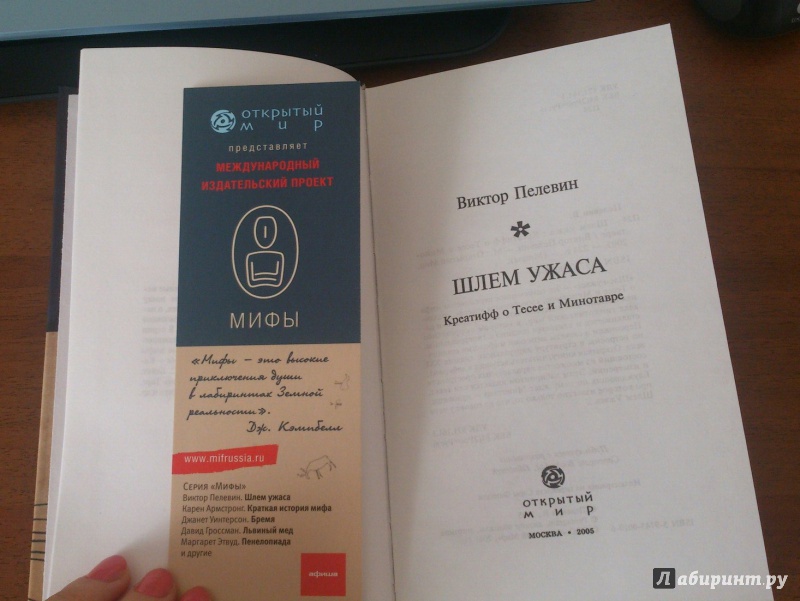 открытый
мир
представляет
МЕЖДУНАРОДНЫЙ
ИЗДАТЕЛЬСКИЙ ПРОЕКТ
МИФЫ
«Мифы – это высокие
приключения души
в лабиринтах Земной
реальности».
Дж. Кэмпбелл
www.mifrussia.ru
Серия «Мифы»
Виктор Пелевин. Шлем ужаса
Карен Армстронг. Краткая история мифа
Джанет Уинтерсон. Бремя
Давид Гроссман. Львиный мед
Маргарет Этвуд. Пенелопиада
и другие
афиша
Виктор Пелевин
*
ШЛЕМ УЖАСА
Креатифф о Тесее и Минотавре
открытый
мир
МОСКВА • 2005
Лабиринт.ру